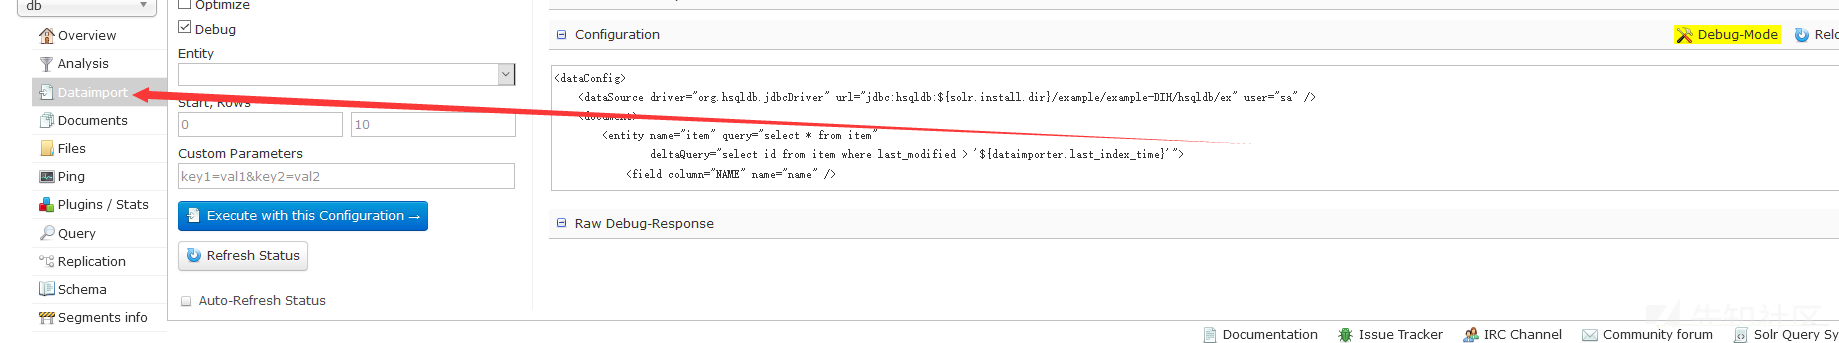 db
Overview
Analysis
Dataimport
Documents
Files
Ping
Plugins / Stats
Query
Replication
Schema
Segments info
Optimize
Debug
Entity
Start, Rows
0
10
Custom Parameters
key1=val1&key2=val2
Execute with this Configuration →
Refresh Status
Auto-Refresh Status
Configuration
Debug-Mode
Relo
<dataConfig>
<dataSource driver="org.hsqldb.jdbcDriver" url="jdbc:hsqldb:${solr.install.dir}/example/example-DIH/hsqldb/ex" user="sa" />
<document>
<entity name="item" query="select * from item"
deltaQuery="select id from item where last_modified > '${dataimporter.last_index_time}'">
<field column="NAME" name="name" />
Raw Debug-Response
先知社区
Documentation
Issue Tracker
IRC Channel
Community forum
Solr Query Sy